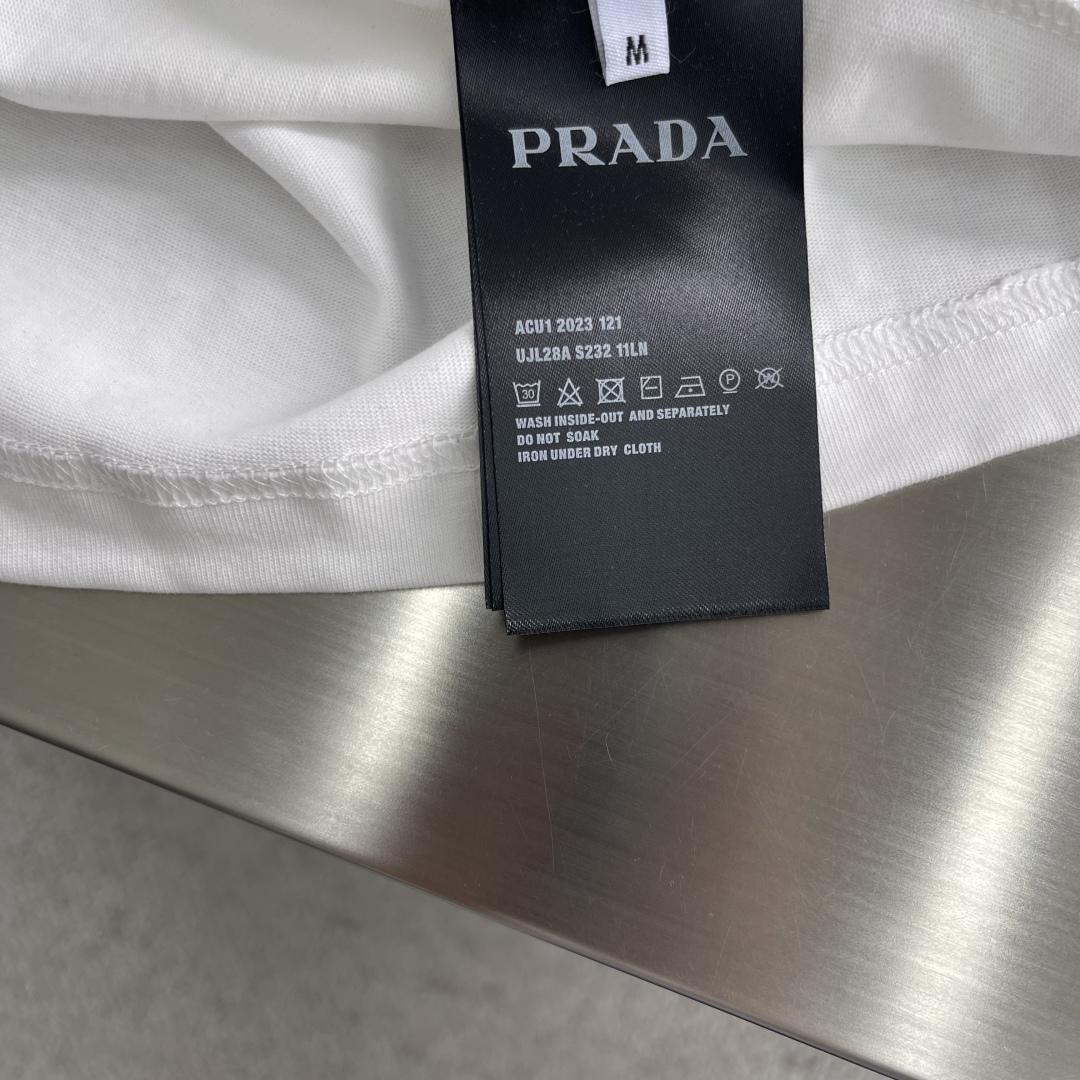 M
PRADA
ACU1 2023 121
UJL28A S232 11LN
30
P
W
WASH INSIDE-OUT AND SEPARATELY
DO NOT SOAK
IRON UNDER DRY CLOTH